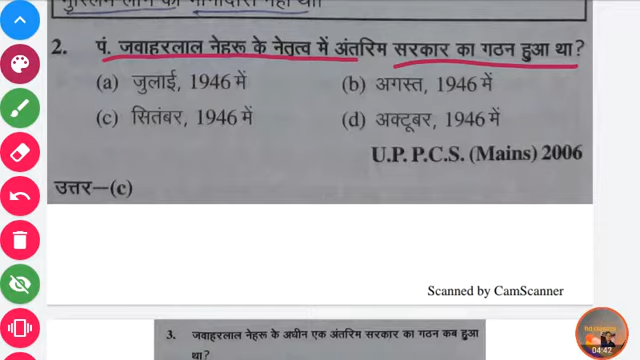 मुस्लिम लीग की भागीदारी नहीं थी।
2. पं. जवाहरलाल नेहरू के नेतृत्व में अंतरिम सरकार का गठन हुआ था?
(a) जुलाई, 1946 में (b) अगस्त, 1946 में
(c) सितंबर, 1946 में (d) अक्टूबर, 1946 में
U.P. P.C.S. (Mains) 2006
उत्तर—(c)
Scanned by CamScanner
3. जवाहरलाल नेहरू के अधीन एक अंतरिम सरकार का गठन कब हुआ
था?
04:42